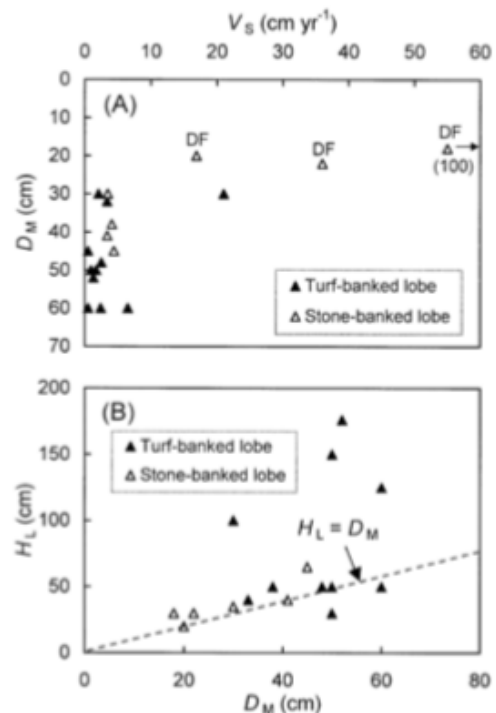 V_S (cm yr⁻¹)
0 10 20 30 40 50 60
(A)
DF
DF
DF
(100)
0
10
20
30
40
50
60
70
D_M (cm)
Turf-banked lobe
Stone-banked lobe
(B)
Turf-banked lobe
Stone-banked lobe
H_L = D_M
200
150
100
50
0
H_L (cm)
20 40 60 80
D_M (cm)